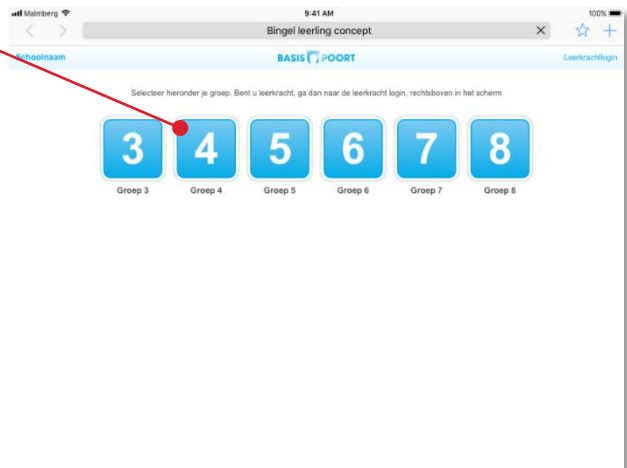 Malmberg 9:41 AM 100%
Bingel leerling concept
Schoolnaam BASIS POORT Leerkrachtlogin
Selecteer hieronder je groep. Bent u leerkracht, ga dan naar de leerkracht login, rechtsboven in het scherm
3 4 5 6 7 8
Groep 3 Groep 4 Groep 5 Groep 6 Groep 7 Groep 8